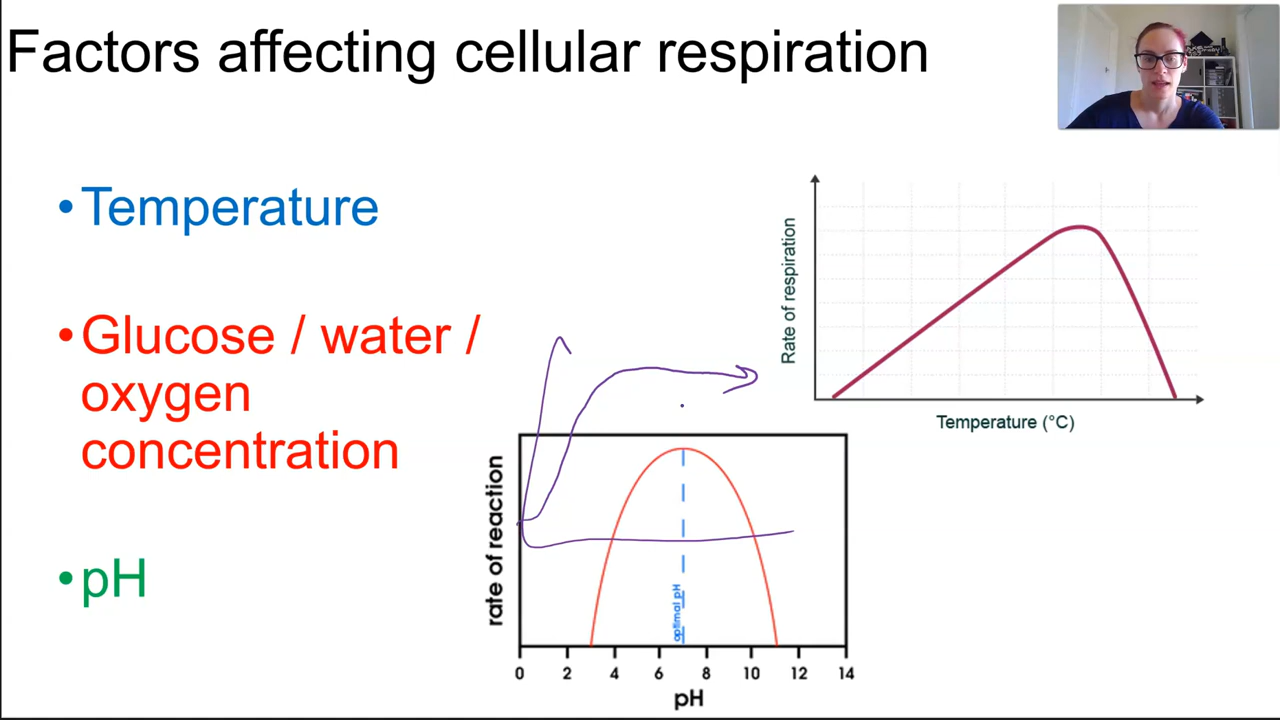 Factors affecting cellular respiration
•Temperature
•Glucose / water /
oxygen
concentration
•pH
Rate of respiration
Temperature (°C)
rate of reaction
optimal pH
0 2 4 6 8 10 12 14
pH